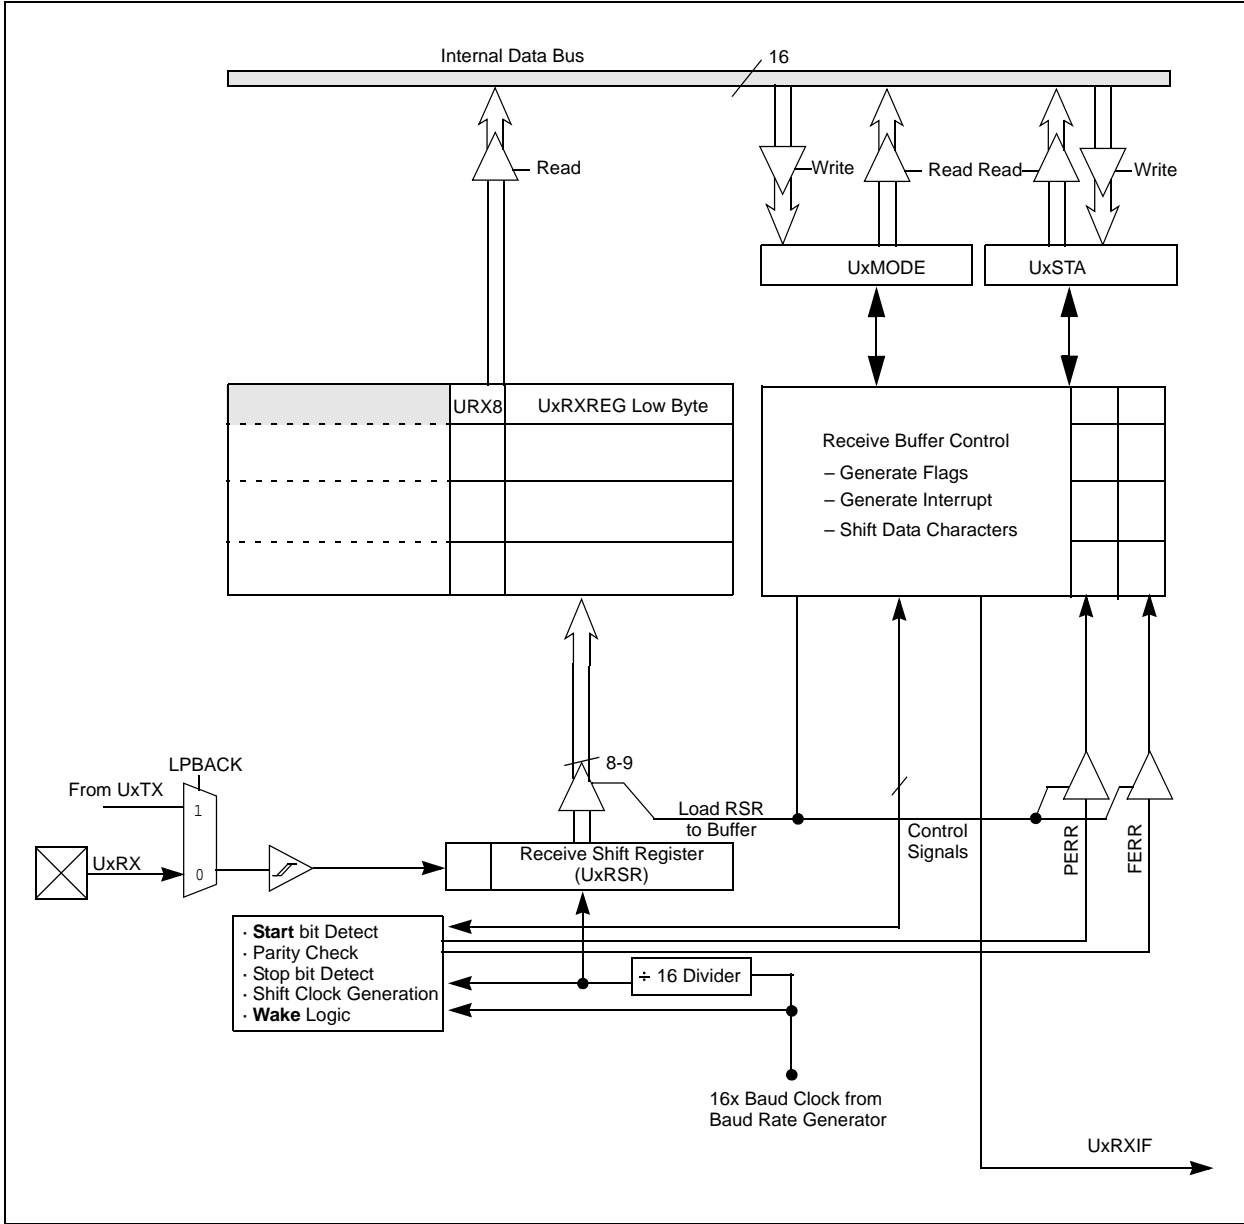 Internal Data Bus
16
Read
Write
Read Read
Write
UxMODE
UxSTA
URX8
UxRXREG Low Byte
Receive Buffer Control
– Generate Flags
– Generate Interrupt
– Shift Data Characters
LPBACK
From UxTX
1
UxRX
0
8-9
Load RSR
to Buffer
Control
Signals
PERR
FERR
Receive Shift Register
(UxRSR)
· Start bit Detect
· Parity Check
· Stop bit Detect
· Shift Clock Generation
· Wake Logic
÷ 16 Divider
16x Baud Clock from
Baud Rate Generator
UxRXIF